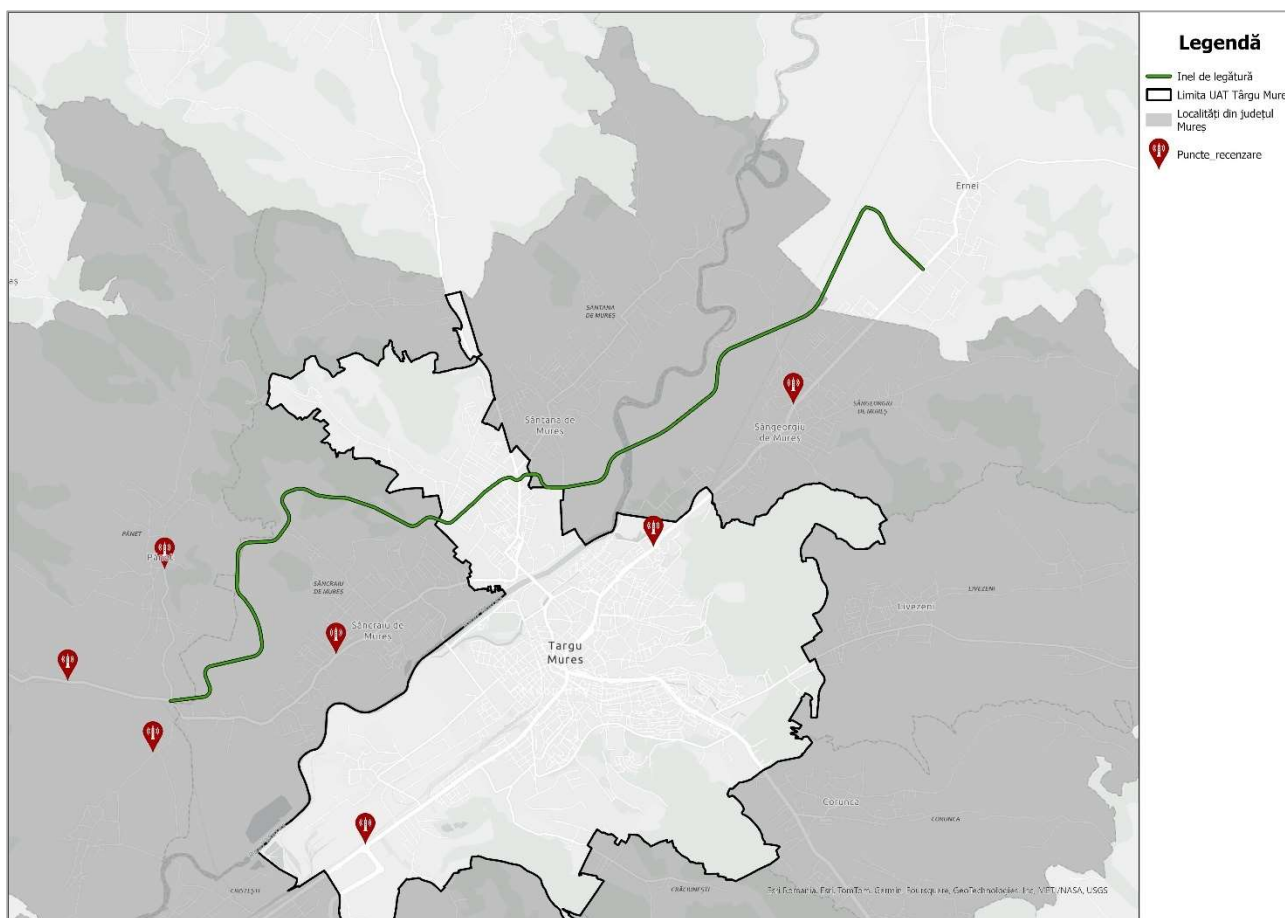 Legendă
Inel de legătură
Limita UAT Târgu Mure
Localități din județul
Mureș
Puncte_recenzare
Ernei
eș
SÂNTANA
DE MUREȘ
Sântana de
Mureș
SÂNGEORGIU
DE MUREȘ
Sângeorgiu
de Mureș
PĂNET
SÂNCRAIU
DE MUREȘ
Sâncraiu de
Mureș
LIVEZENI
Livezeni
Targu
Mureș
Corunca
CORUNCA
CRISTEȘTI
CRĂCIUNEȘTI
Esri Romania, Esri, TomTom, Garmin, Foursquare, GeoTechnologies, Inc, METI/NASA, USGS